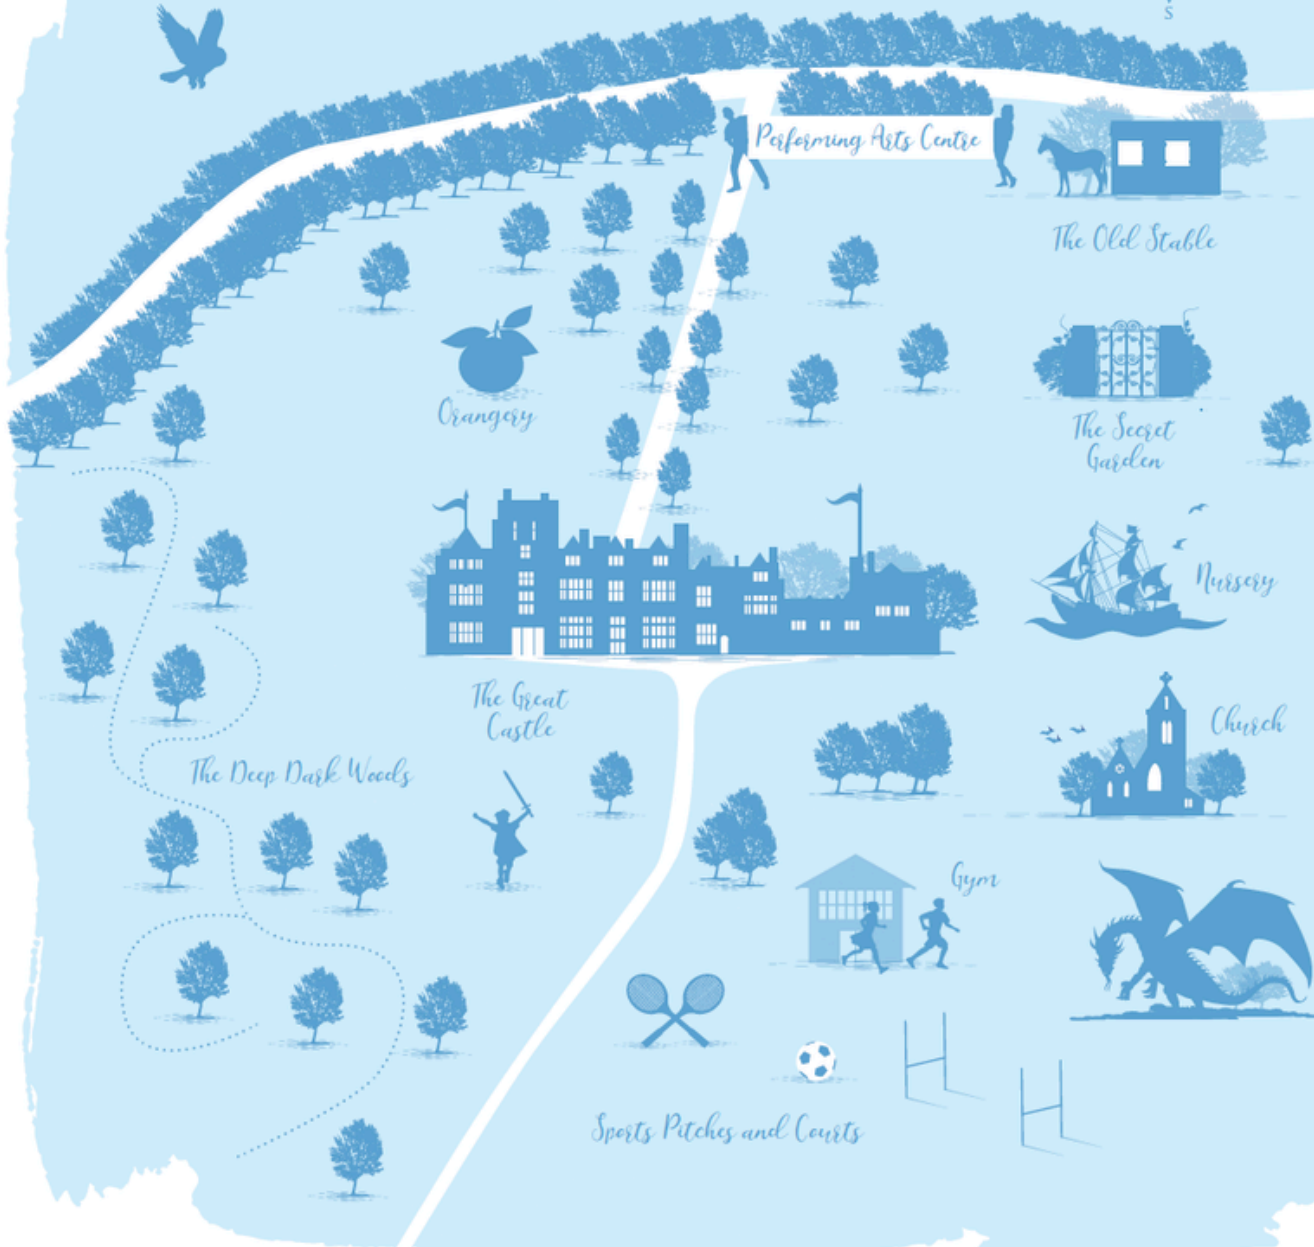 S
Performing Arts Centre
The Old Stable
Orangery
The Secret
Garden
Nursery
The Great
Castle
Church
The Deep Dark Woods
Gym
Sports Pitches and Courts